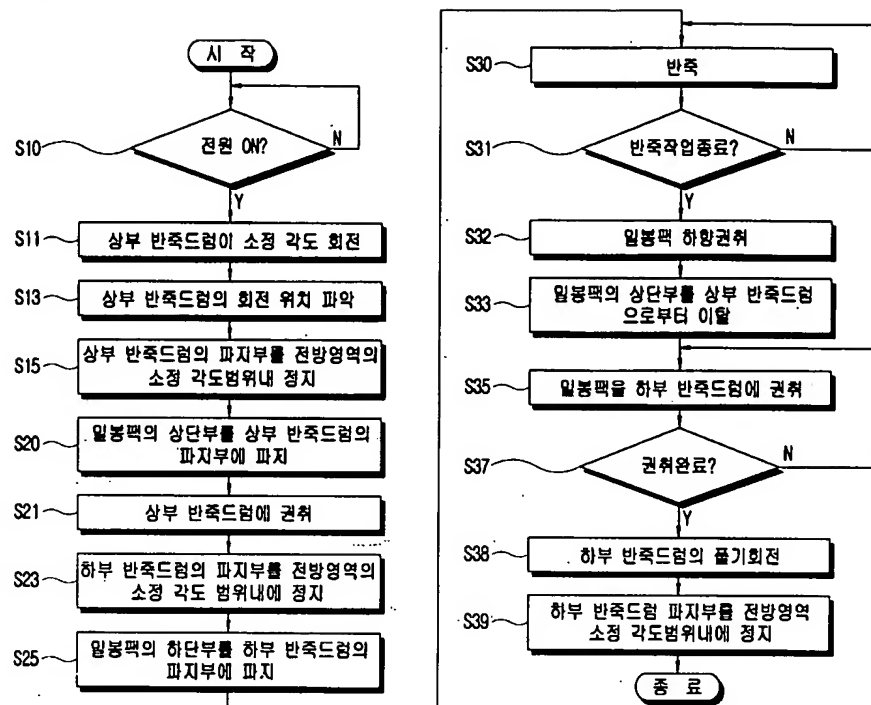 시 작
S10
전원 ON?
N
Y
S11
상부 반죽드럼이 소정 각도 회전
S13
상부 반죽드럼의 회전 위치 파악
S15
상부 반죽드럼의 파지부를 전방영역의
소정 각도범위내 정지
S20
밀봉팩의 상단부를 상부 반죽드럼의
파지부에 파지
S21
상부 반죽드럼에 권취
S23
하부 반죽드럼의 파지부를 전방영역의
소정 각도 범위내에 정지
S25
밀봉팩의 하단부를 하부 반죽드럼의
파지부에 파지
S30
반죽
S31
반죽작업종료?
N
Y
S32
밀봉팩 하향권취
S33
밀봉팩의 상단부를 상부 반죽드럼
으로부터 이탈
S35
밀봉팩을 하부 반죽드럼에 권취
S37
권취완료?
N
Y
S38
하부 반죽드럼의 풀기회전
S39
하부 반죽드럼 파지부를 전방영역
소정 각도범위내에 정지
종 료